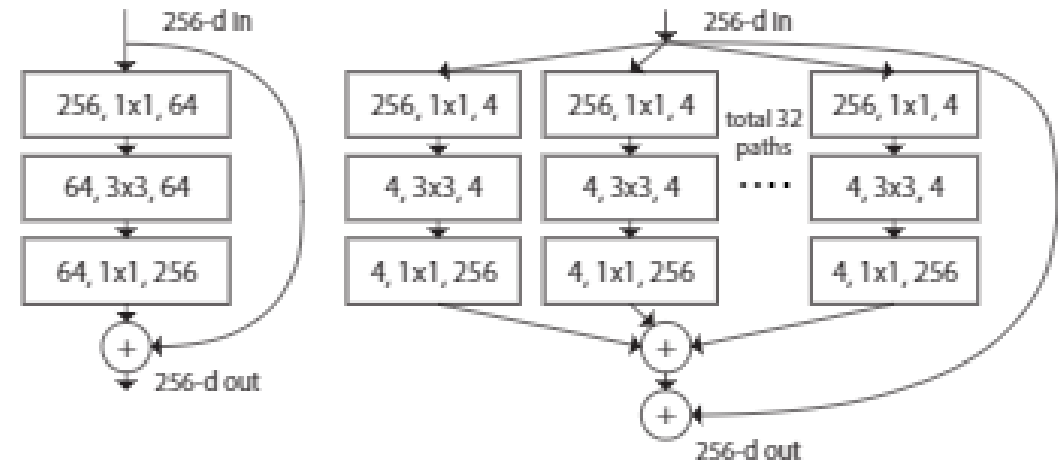 256-d in
256, 1x1, 64
64, 3x3, 64
64, 1x1, 256
+
256-d out
256-d in
256, 1x1, 4
256, 1x1, 4
total 32
paths
256, 1x1, 4
4, 3x3, 4
4, 3x3, 4
....
4, 3x3, 4
4, 1x1, 256
4, 1x1, 256
4, 1x1, 256
+
+
256-d out